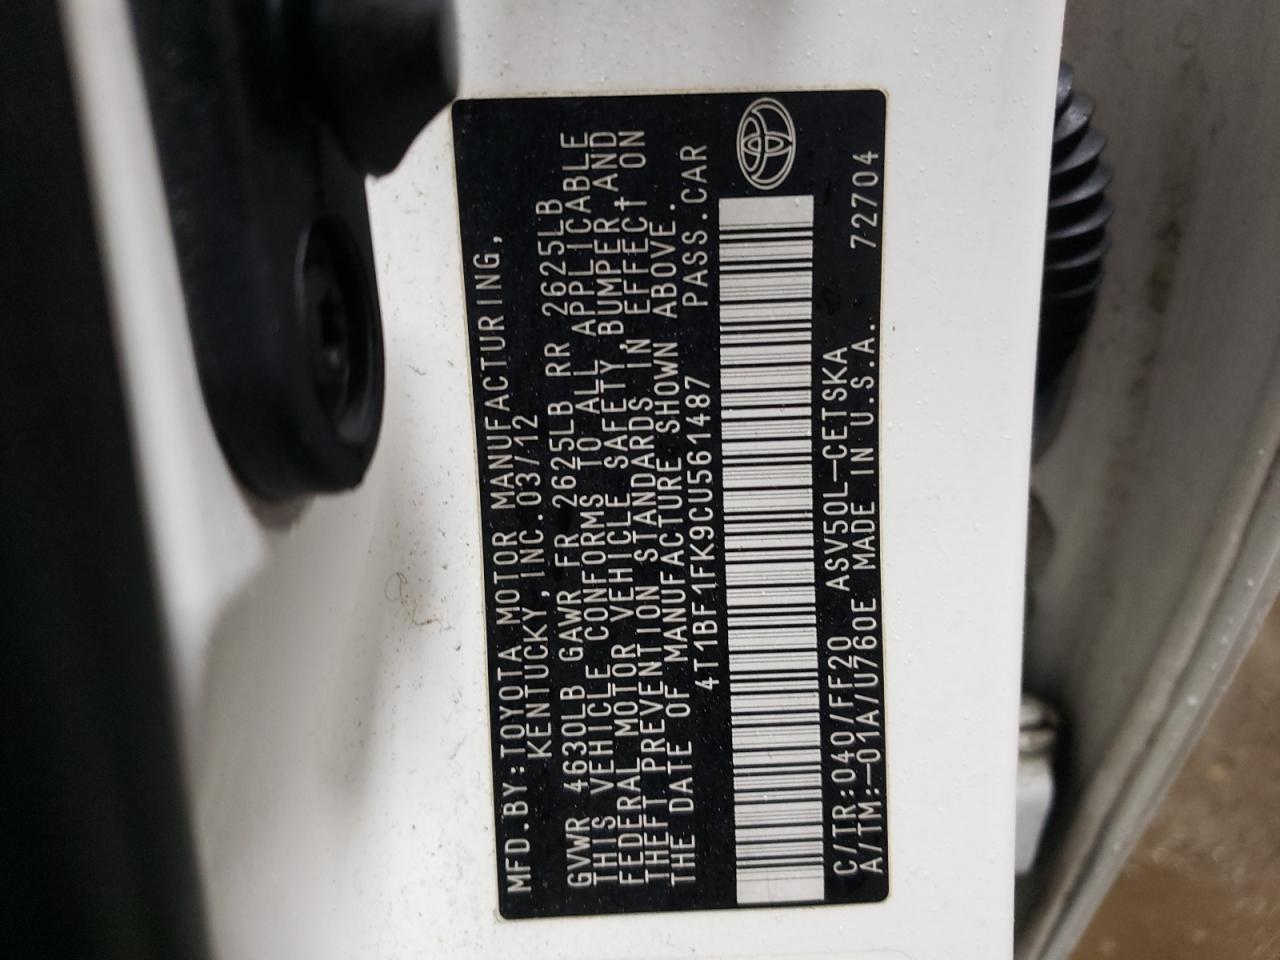 MFD.BY:TOYOTA MOTOR MANUFACTURING,
KENTUCKY, INC.03/12
GVWR 4630LB GAWR FR 2625LB RR 2625LB
THIS VEHICLE CONFORMS TO ALL APPLICABLE
FEDERAL MOTOR VEHICLE SAFETY,BUMPER,AND
THEFT PREVENTION STANDARDS IN EFFECT ON
THE DATE OF MANUFACTURE SHOWN ABOVE.
4T1BF1FK9CU561487 PASS.CAR
C/TR:040/FF20 ASV50L-CETSKA
A/TM:-01A/U760E MADE IN U.S.A. 72704